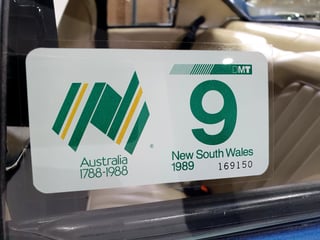 DMT
9
Australia
1788-1988
New South Wales
1989 169150